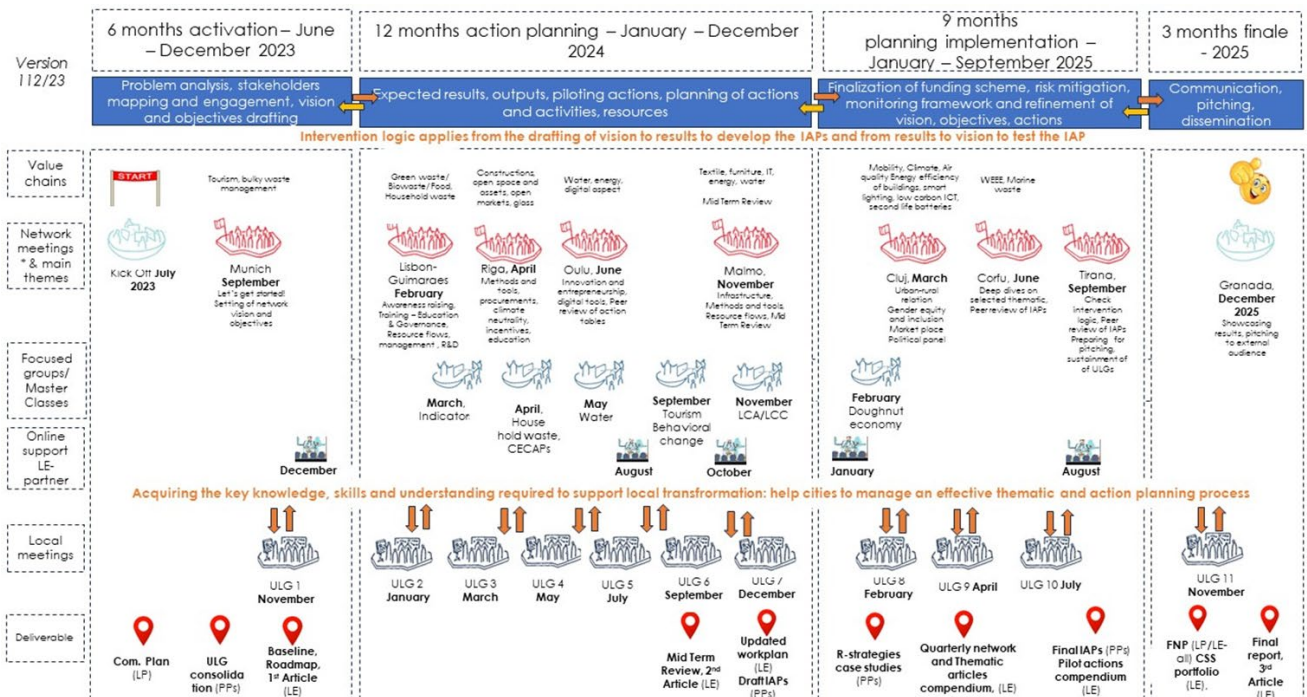 6 months activation – June
– December 2023
12 months action planning – January – December
2024
9 months
planning implementation –
January – September 2025
3 months finale
- 2025
Version
112/23
Problem analysis, stakeholders
mapping and engagement, vision
and objectives drafting
Expected results, outputs, piloting actions, planning of actions
and activities, resources
Finalization of funding scheme, risk mitigation,
monitoring framework and refinement of
vision, objectives, actions
Communication,
pitching,
dissemination
Intervention logic applies from the drafting of vision to results to develop the IAPs and from results to vision to test the IAP
Value
chains
START
Tourism, bulky waste
management
Green waste/
Biowaste/ Food,
Household waste
Constructions,
open space and
assets, open
markets, glass
Water, energy,
digital aspect
Textile, furniture, IT,
energy, water
Mid Term Review
Mobility, Climate, Air
quality Energy efficiency
of buildings, smart
lighting, low carbon ICT,
second life batteries
WEEE, Marine
waste
Network
meetings
* & main
themes
Kick Off July
2023
Munich
September
Let's get started!
Setting of network
vision and
objectives
Lisbon-
Guimaraes
February
Awareness raising,
Training – Education
& Governance,
Resource flows,
management , R&D
Riga, April
Methods and
tools,
procurements,
climate
neutrality,
incentives,
education
Oulu, June
Innovation and
entrepreneurship,
digital tools, Peer
review of action
tables
Malmo,
November
Infrastructure,
Methods and tools,
Resource flows, Mid
Term Review
Cluj, March
Urban-rural
relation
Gender equity
and inclusion
Market place
Political panel
Corfu, June
Deep dives on
selected thematic,
Peer review of IAPs
Tirana,
September
Check
intervention
logic, Peer
review of IAPs
Preparing for
pitching,
sustainment of
of ULGs
Granada,
December
2025
Showcasing
results, pitching
to external
audience
Focused
groups/
Master
Classes
March,
Indicator
April,
House
hold waste,
CECAPs
May
Water
September
Tourism
Behavioral
change
November
LCA/LCC
February
Doughnut
economy
Online
support
LE-
partner
December
August
October
January
August
Acquiring the key knowledge, skills and understanding required to support local transformation: help cities to manage an effective thematic and action planning process
Local
meetings
ULG 1
November
ULG 2
January
ULG 3
March
ULG 4
May
ULG 5
July
ULG 6
September
ULG 7
December
ULG 8
February
ULG 9 April
ULG 10 July
ULG 11
November
Deliverable
Com. Plan
(LP)
ULG
consolida
tion (PPs)
Baseline,
Roadmap,
1st Article
(LE)
Mid Term
Review, 2nd
Article (LE)
Updated
workplan
(LE)
Draft IAPs
(PPs)
R-strategies
case studies
(PPs)
Quarterly network
and Thematic
articles
compendium, (LE)
Final IAPs (PPs)
Pilot actions
compendium
(LE)
FNP (LP/LE-
all) CSS
portfolio
(LE),
Final
report,
3rd
Article